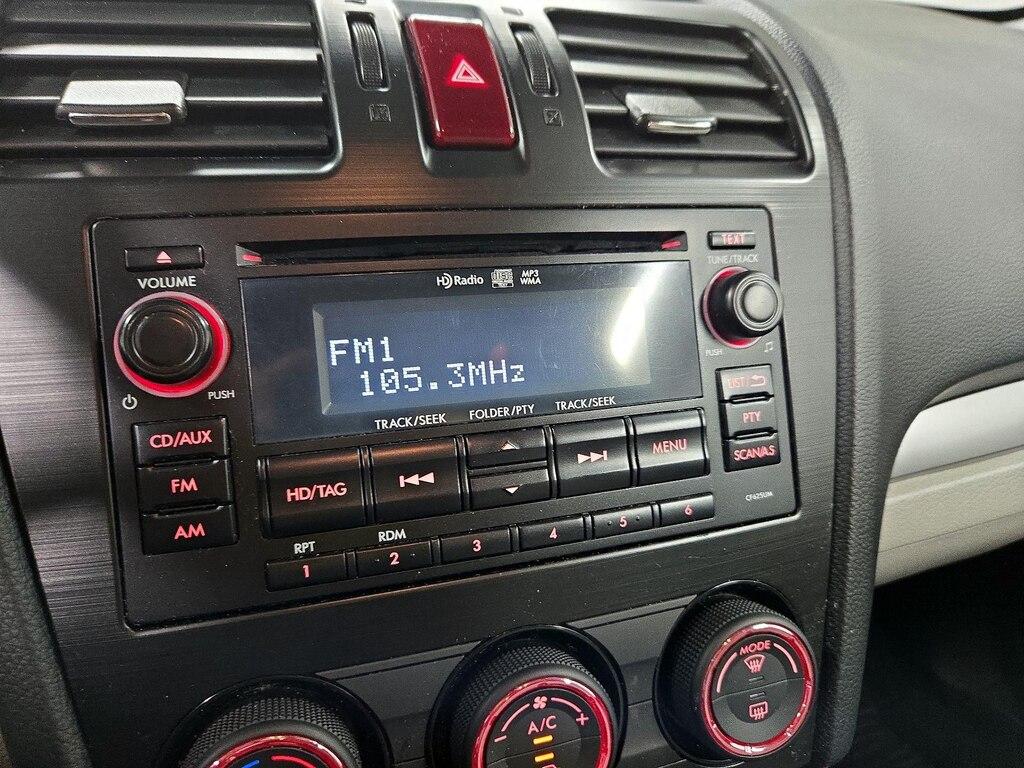 TEXT
VOLUME
HD Radio
MP3
WMA
TUNE/TRACK
FM1
105.3MHz
PUSH
PUSH
TRACK/SEEK
FOLDER/PTY
TRACK/SEEK
LIST/
CD/AUX
PTY
FM
HD/TAG
MENU
SCAN/AS
AM
CF625UM
RPT
RDM
1
2
3
4
5
6
MODE
A/C
- +